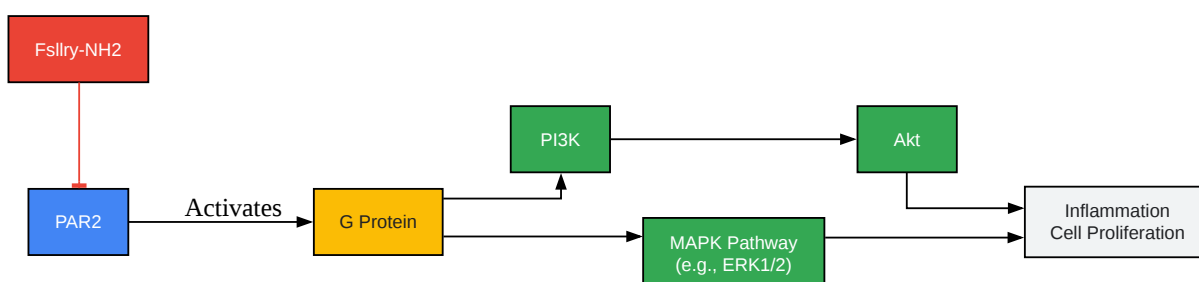 Fsllry-NH2
PI3K
Akt
PAR2
Activates
G Protein
MAPK Pathway
(e.g., ERK1/2)
Inflammation
Cell Proliferation